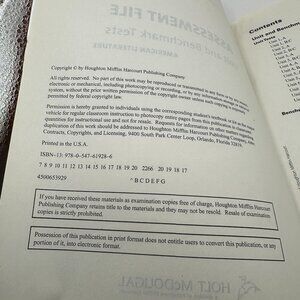 ASSESSMENT FILE
and Benchmark Tests
AMERICAN LITERATURE
Copyright © by Houghton Mifflin Harcourt Publishing Company
All rights reserved. No part of this work may be reproduced or transmitted in any form or by any means,
electronic or mechanical, including photocopying or recording, or by any information storage or retrieval
system, without the prior written permission of the copyright owner unless such copying is expressly
permitted by federal copyright law.
Permission is hereby granted to individuals using the corresponding student's textbook or kit as the
vehicle for regular classroom instruction to photocopy entire pages from this publication in
quantities for instructional use and not for resale. Requests for information on other matters
duplication of this work should be addressed to Houghton Mifflin Harcourt Publishing Company,
Contracts, Copyrights, and Licensing, 9400 South Park Center Loop, Orlando, Florida 32819.
Printed in the U.S.A.
ISBN-13: 978-0-547-61928-6
7 8 9 10 11 12 13 14 15 16 17 18 19 20 2266 20 19 18 17
4500653929
^BCDEFG
If you have received these materials as examination copies free of charge, Houghton Mifflin Harcourt
Publishing Company retains title to the materials and they may not be resold. Resale of examination
copies is strictly prohibited.
Possession of this publication in print format does not entitle users to convert this publication, or any
portion of it, into electronic format.
HOLT McDOUGAL
Contents
Unit and Benchm
Unit
Unit
Unit
Unit
Benchm